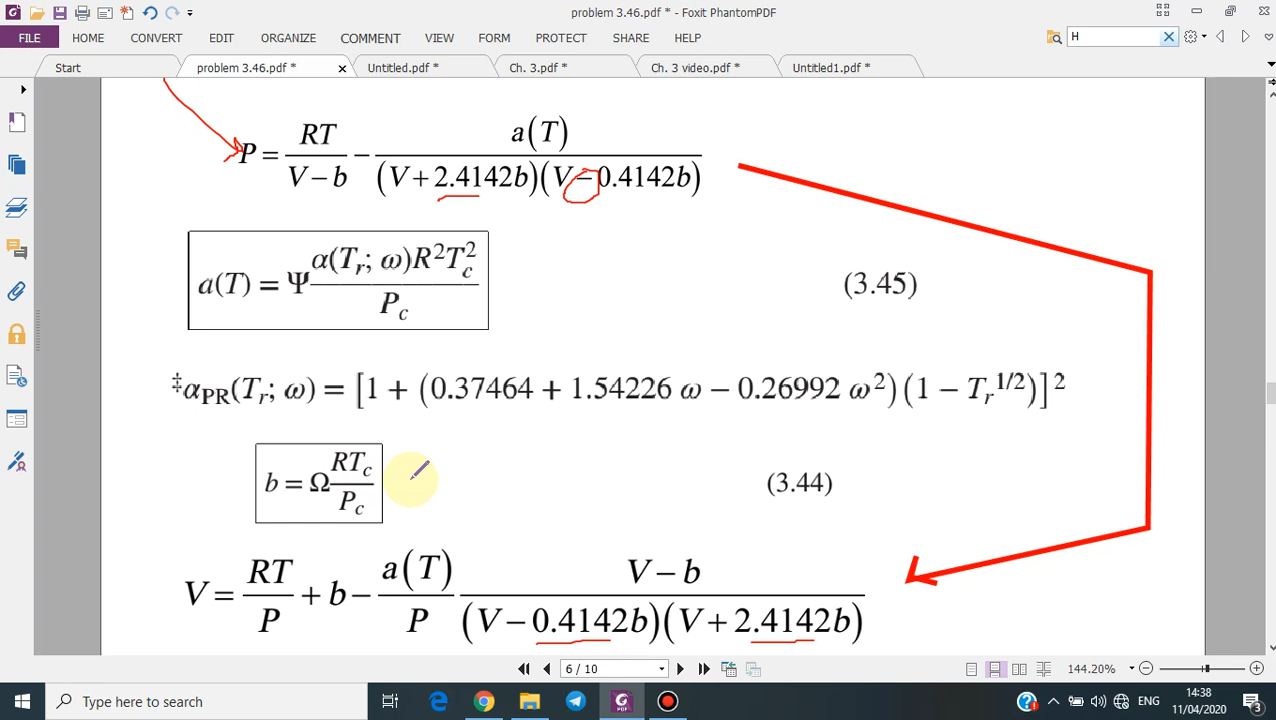 problem 3.46.pdf * - Foxit PhantomPDF
FILE HOME CONVERT EDIT ORGANIZE COMMENT VIEW FORM PROTECT SHARE HELP H
Start problem 3.46.pdf * Untitled.pdf * Ch. 3.pdf * Ch. 3 video.pdf * Untitled1.pdf *
P = RT / (V − b) − a(T) / ((V + 2.4142b)(V − 0.4142b))
a(T) = Ψ α(Tr; ω)R²Tc² / Pc (3.45)
‡αPR(Tr; ω) = [1 + (0.37464 + 1.54226 ω − 0.26992 ω²)(1 − Tr^1/2)]²
b = Ω RTc / Pc (3.44)
V = RT / P + b − a(T) / P (V − b) / ((V − 0.4142b)(V + 2.4142b))
6 / 10 144.20%
Type here to search ENG 14:38
11/04/2020 3